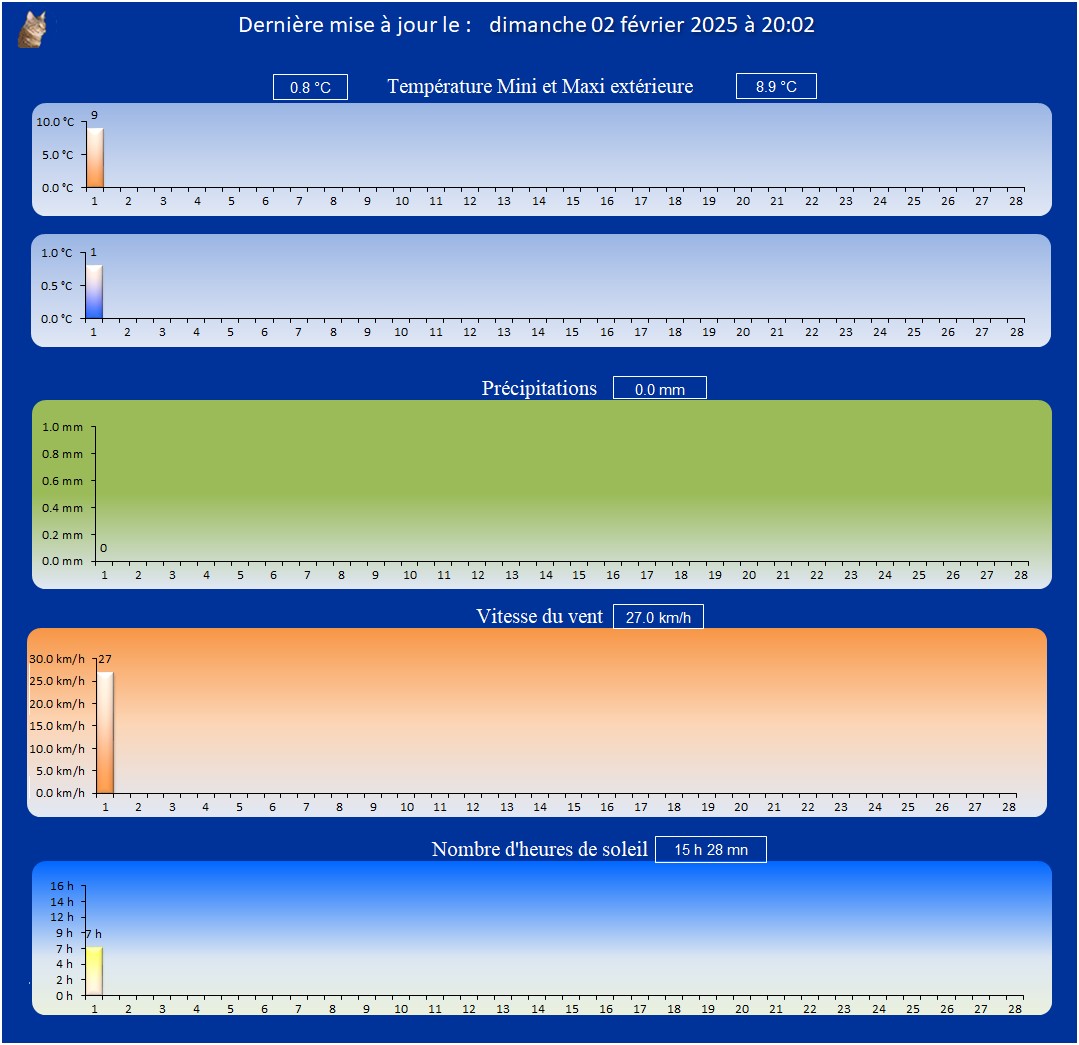 Dernière mise à jour le : dimanche 02 février 2025 à 20:02
0.8 °C Température Mini et Maxi extérieure 8.9 °C
9
10.0 °C
5.0 °C
0.0 °C
1 2 3 4 5 6 7 8 9 10 11 12 13 14 15 16 17 18 19 20 21 22 23 24 25 26 27 28
1
1.0 °C
0.5 °C
0.0 °C
1 2 3 4 5 6 7 8 9 10 11 12 13 14 15 16 17 18 19 20 21 22 23 24 25 26 27 28
Précipitations 0.0 mm
1.0 mm
0.8 mm
0.6 mm
0.4 mm
0.2 mm
0
0.0 mm
1 2 3 4 5 6 7 8 9 10 11 12 13 14 15 16 17 18 19 20 21 22 23 24 25 26 27 28
Vitesse du vent 27.0 km/h
30.0 km/h 27
25.0 km/h
20.0 km/h
15.0 km/h
10.0 km/h
5.0 km/h
0.0 km/h
1 2 3 4 5 6 7 8 9 10 11 12 13 14 15 16 17 18 19 20 21 22 23 24 25 26 27 28
Nombre d'heures de soleil 15 h 28 mn
16 h
14 h
12 h
9 h 7 h
7 h
4 h
2 h
0 h
1 2 3 4 5 6 7 8 9 10 11 12 13 14 15 16 17 18 19 20 21 22 23 24 25 26 27 28